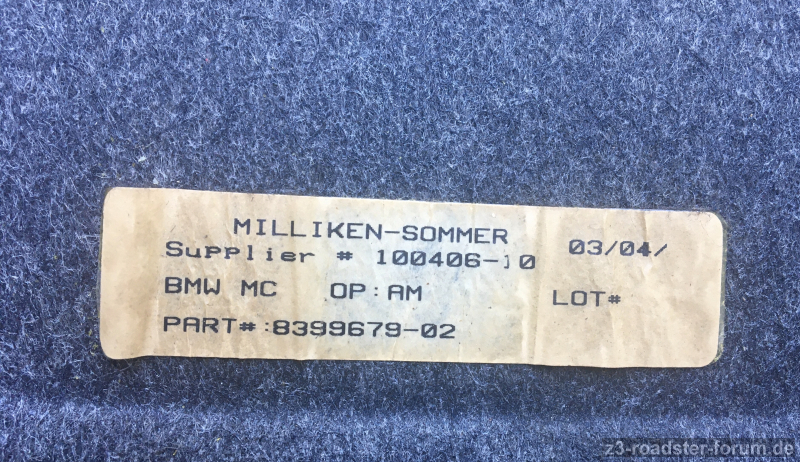 MILLIKEN-SOMMER
Supplier # 100406-10 03/04/
BMW MC OP:AM LOT#
PART#:8399679-02
z3-roadster-forum.de